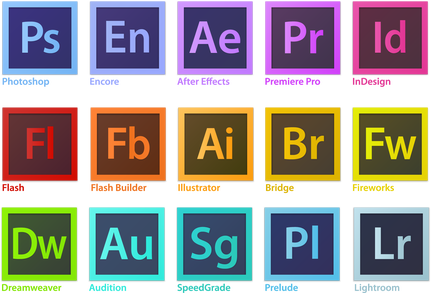 Ps En Ae Pr Id
Photoshop Encore After Effects Premiere Pro InDesign
Fl Fb Ai Br Fw
Flash Flash Builder Illustrator Bridge Fireworks
Dw Au Sg Pl Lr
Dreamweaver Audition SpeedGrade Prelude Lightroom